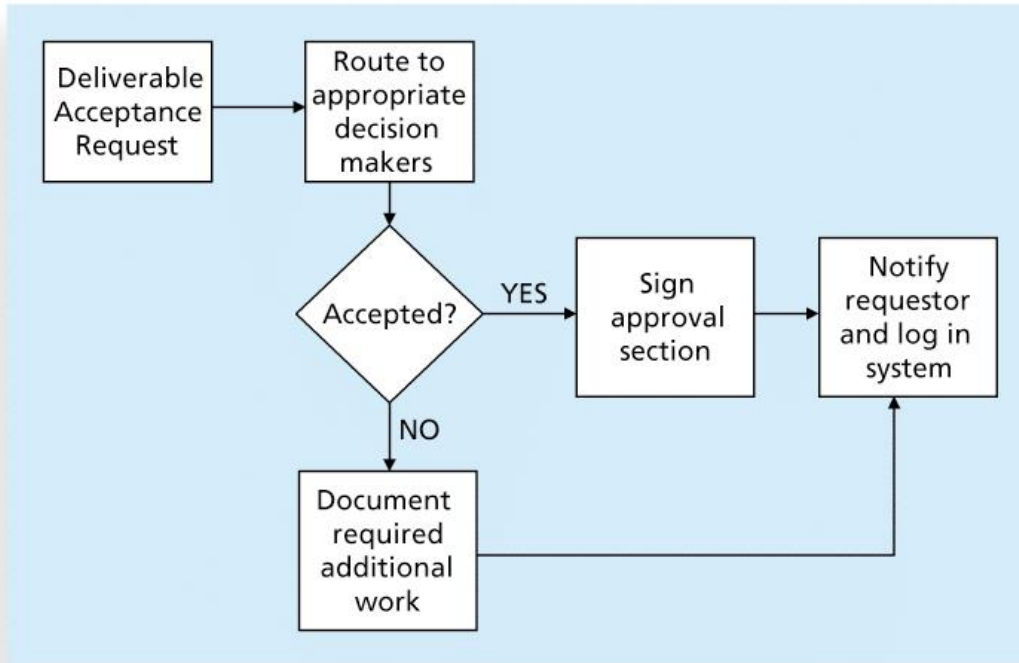 Deliverable
Acceptance
Request
Route to
appropriate
decision
makers
Accepted?
YES
Sign
approval
section
Notify
requestor
and log in
system
NO
Document
required
additional
work